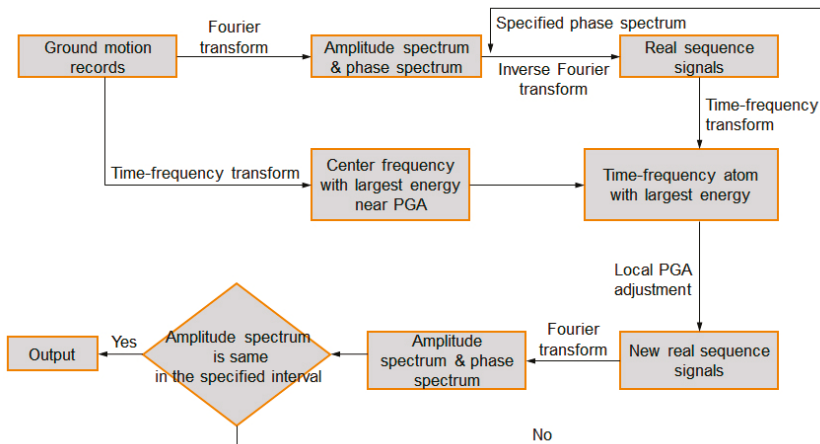 Specified phase spectrum
Ground motion
records
Fourier
transform
Amplitude spectrum
& phase spectrum
Inverse Fourier
transform
Real sequence
signals
Time-frequency
transform
Time-frequency transform
Center frequency
with largest energy
near PGA
Time-frequency atom
with largest energy
Local PGA
adjustment
Output
Yes
Amplitude spectrum
is same
in the specified interval
Amplitude
spectrum & phase
spectrum
Fourier
transform
New real sequence
signals
No